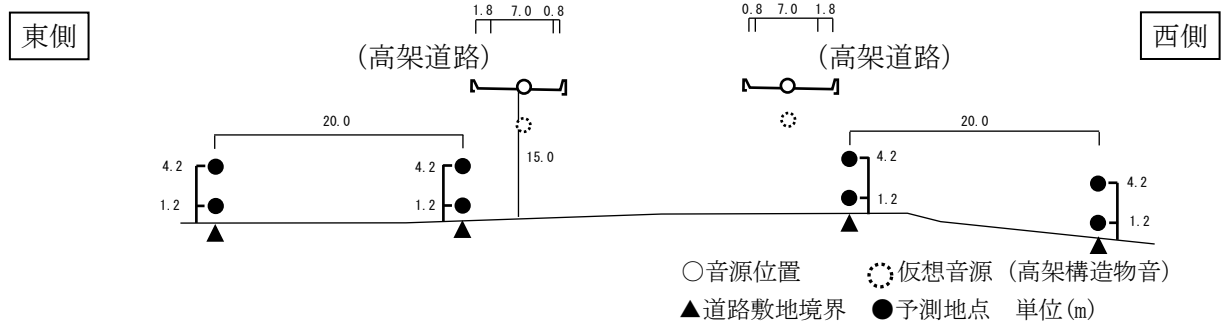 1.8 7.0 0.8
0.8 7.0 1.8
東側
西側
(高架道路)
(高架道路)
20.0
20.0
15.0
4.2
4.2
4.2
4.2
1.2
1.2
1.2
1.2
○音源位置 仮想音源 (高架構造物音)
▲道路敷地境界 ●予測地点 単位(m)